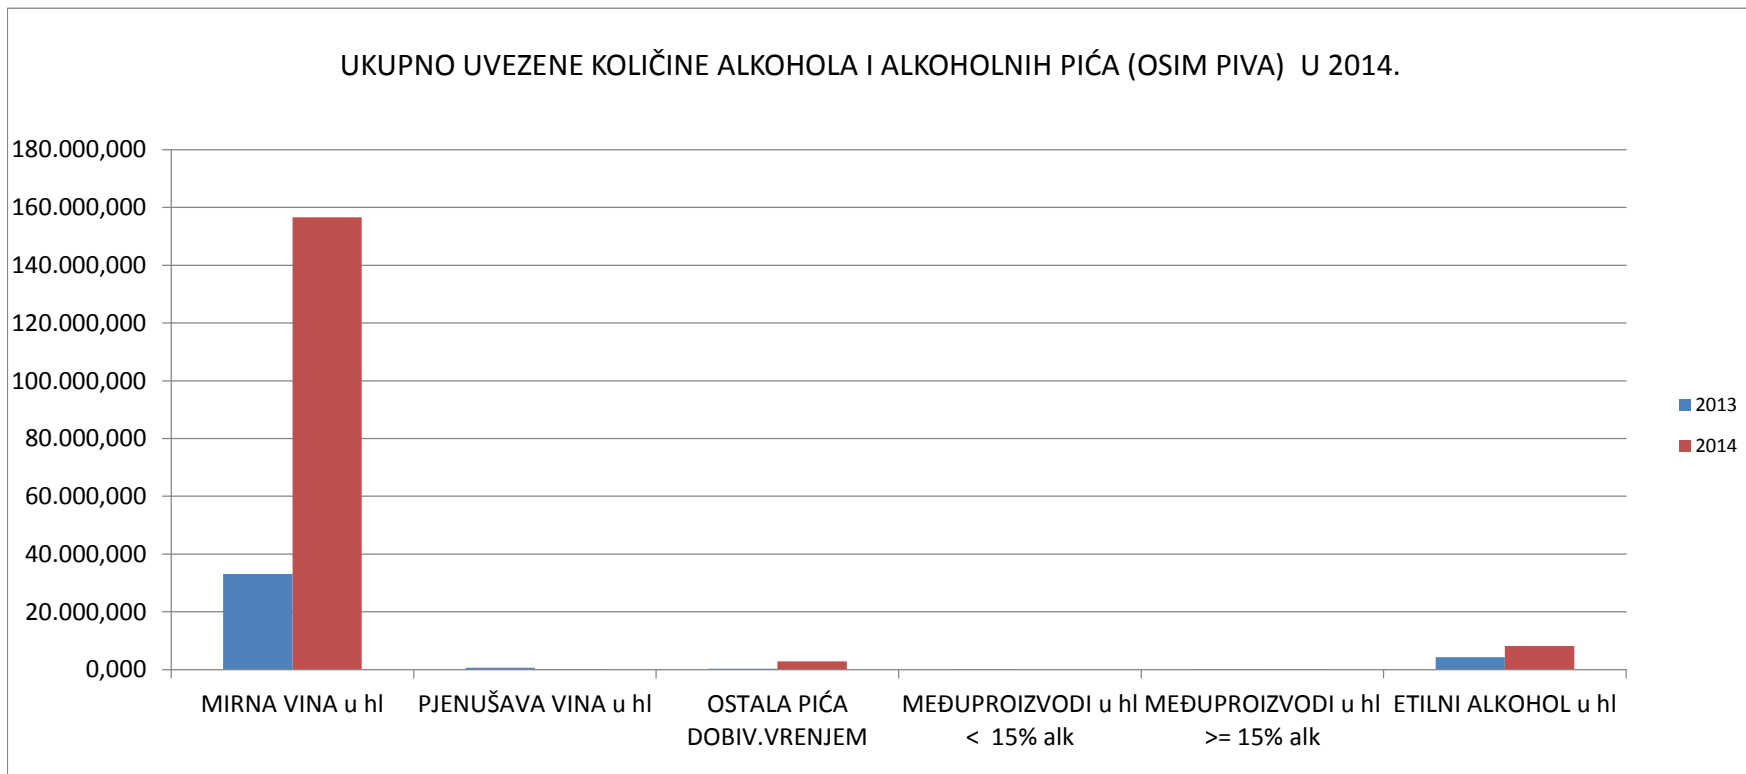 UKUPNO UVEZENE KOLIČINE ALKOHOLA I ALKOHOLNIH PIĆA (OSIM PIVA)  U 2014.
180.000,000
160.000,000
140.000,000
120.000,000
100.000,000
80.000,000
60.000,000
40.000,000
20.000,000
0,000
2013
2014
MIRNA VINA u hl
PJENUŠAVA VINA u hl
OSTALA PIĆA
DOBIV.VRENJEM
MEĐUPROIZVODI u hl
<  15% alk
MEĐUPROIZVODI u hl
>= 15% alk
ETILNI ALKOHOL u hl